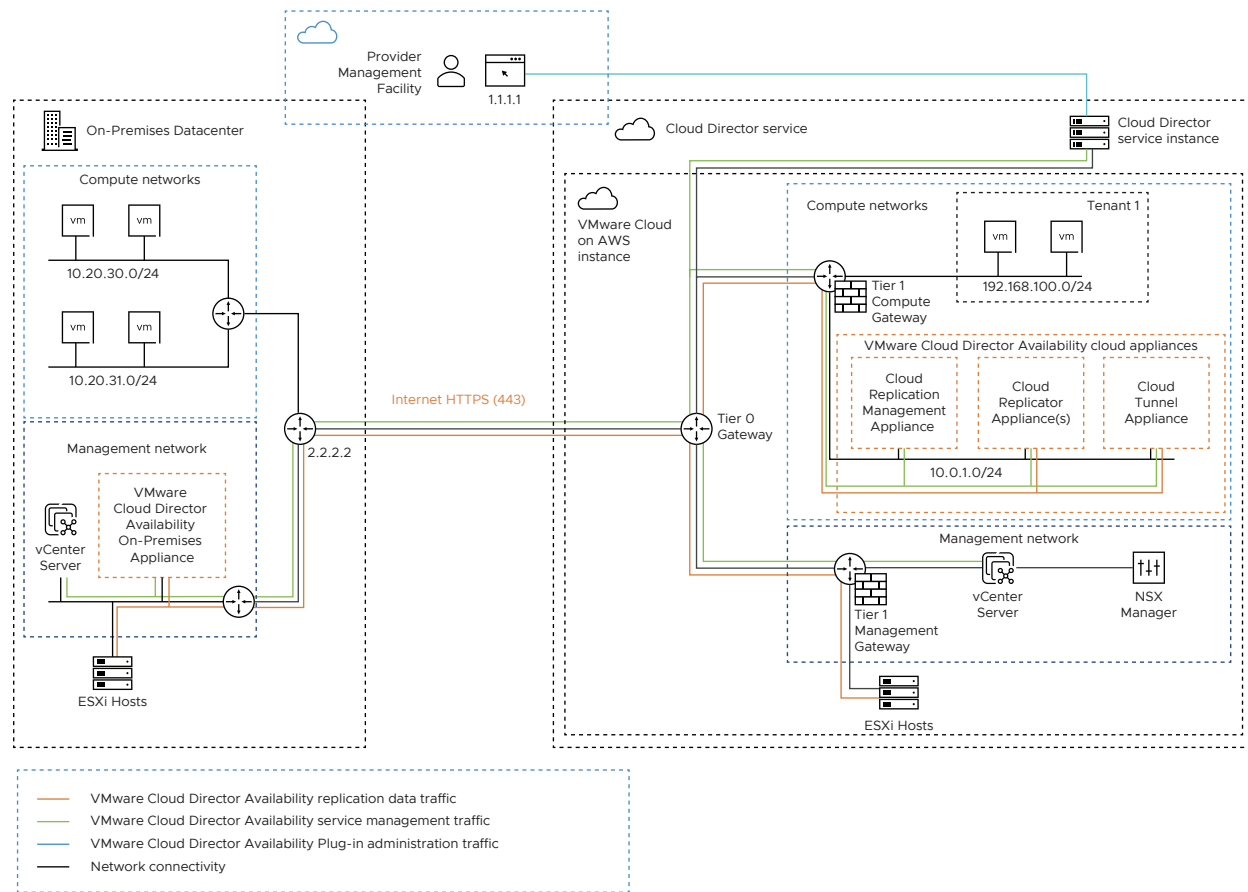 Provider
Management
Facility
1.1.1.1
On-Premises Datacenter
Compute networks
vm
vm
10.20.30.0/24
vm
vm
10.20.31.0/24
Management network
vCenter
Server
VMware
Cloud Director
Availability
On-Premises
Appliance
ESXi Hosts
2.2.2.2
Internet HTTPS (443)
Cloud Director service
Cloud Director
service instance
VMware Cloud
on AWS
instance
Tier 0
Gateway
Compute networks
Tenant 1
vm
vm
192.168.100.0/24
Tier 1
Compute
Gateway
VMware Cloud Director Availability cloud appliances
Cloud
Replication
Management
Appliance
Cloud
Replicator
Appliance(s)
Cloud
Tunnel
Appliance
10.0.1.0/24
Management network
Tier 1
Management
Gateway
vCenter
Server
NSX
Manager
ESXi Hosts
VMware Cloud Director Availability replication data traffic
VMware Cloud Director Availability service management traffic
VMware Cloud Director Availability Plug-in administration traffic
Network connectivity